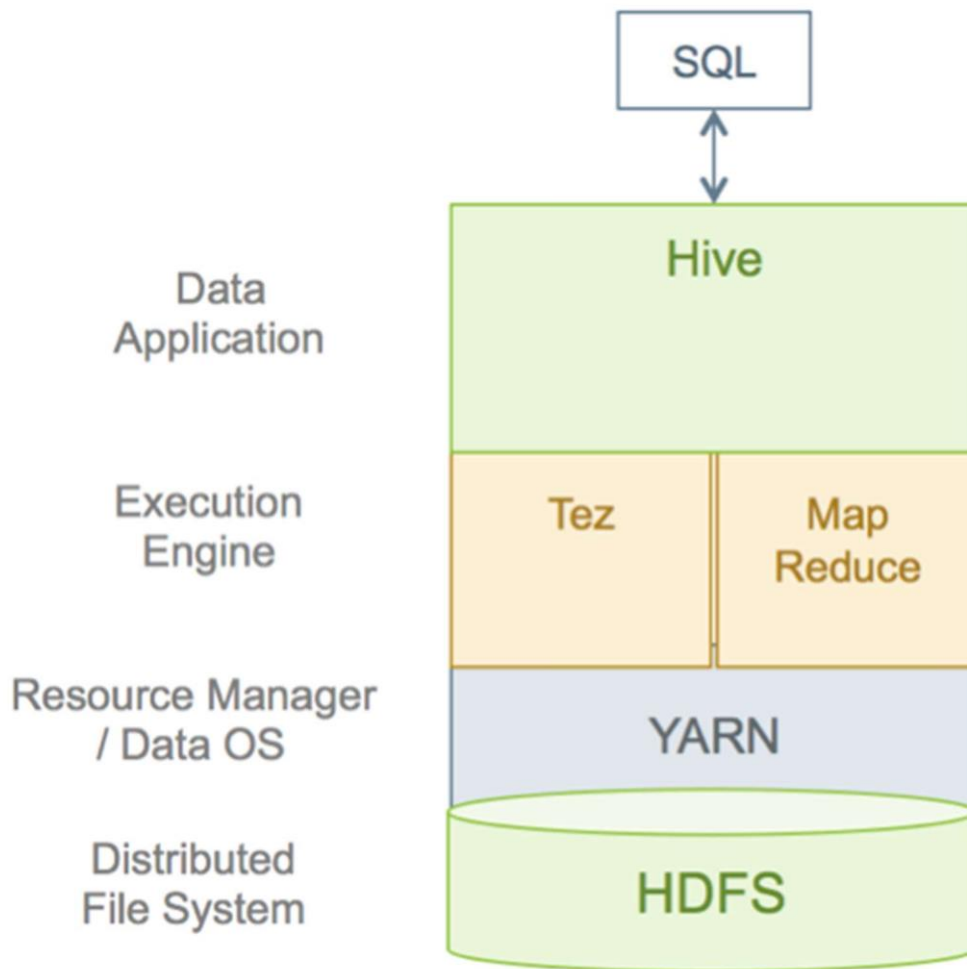 SQL
Hive
Data
Application
Tez
Map
Reduce
Execution
Engine
YARN
Resource Manager
/ Data OS
HDFS
Distributed
File System